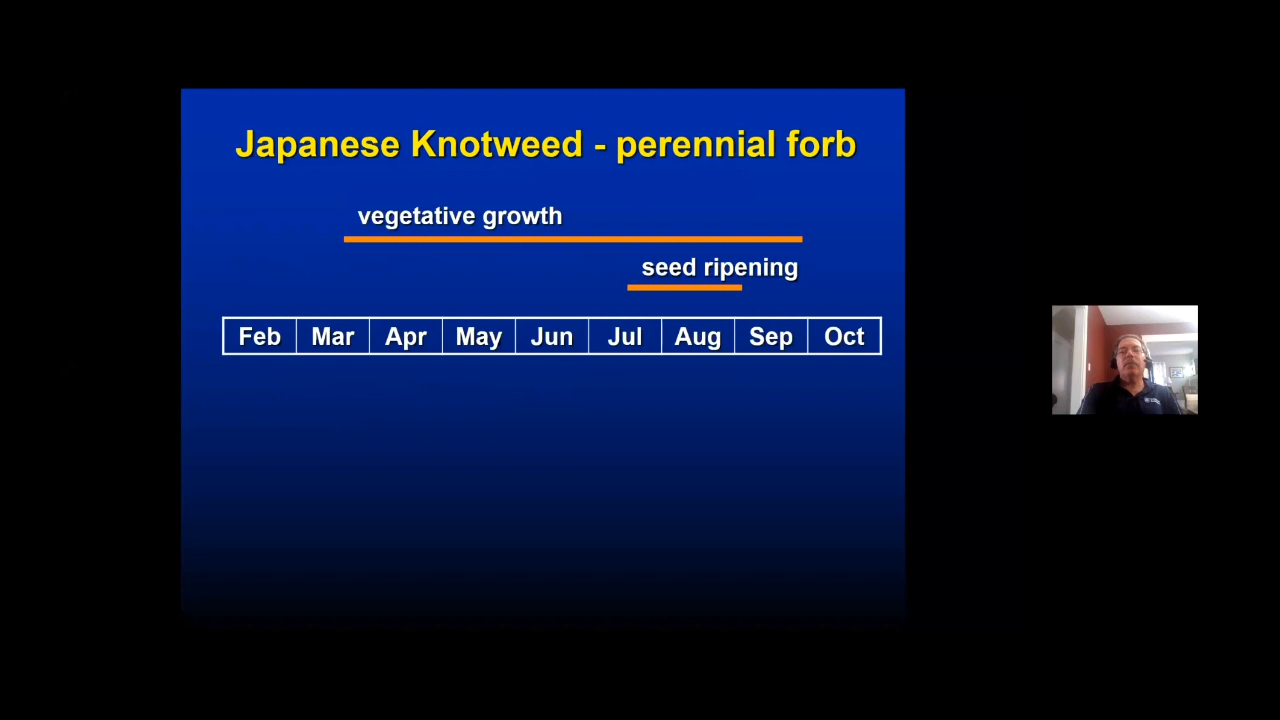 Japanese Knotweed - perennial forb
vegetative growth
seed ripening
Feb Mar Apr May Jun Jul Aug Sep Oct